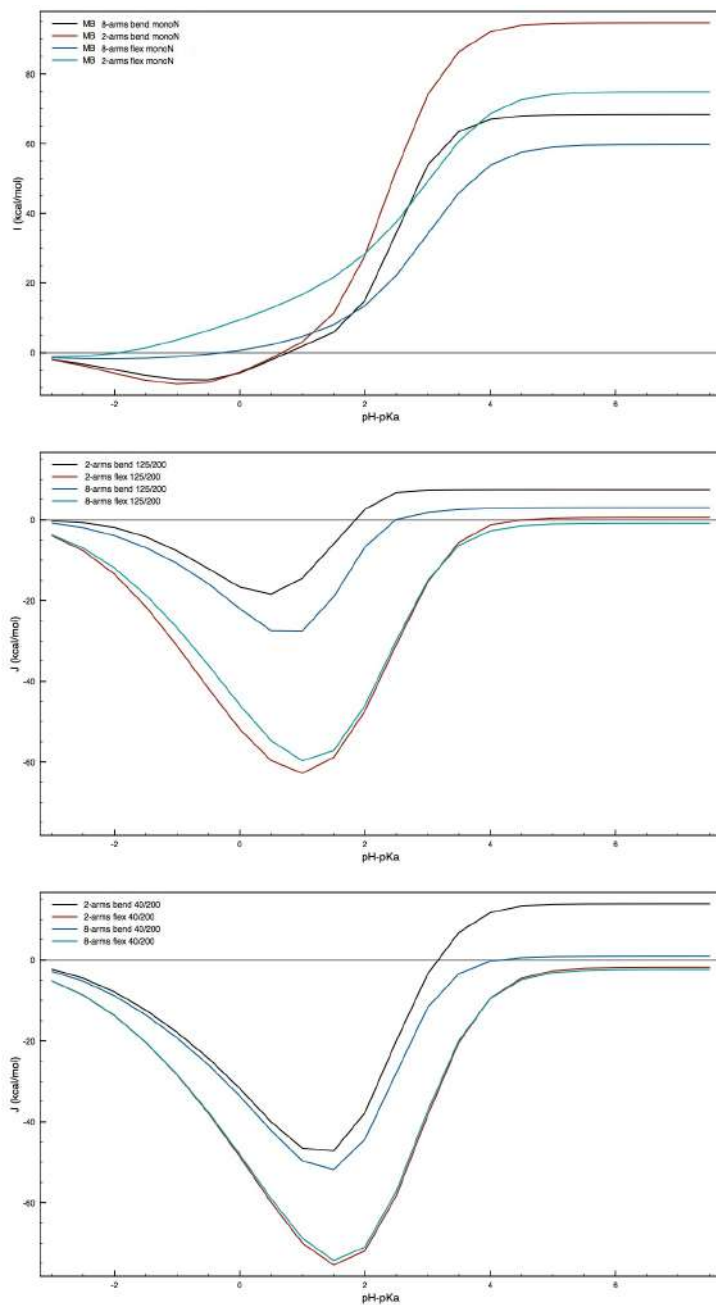 MB 8-arms bend monoN
MB 2-arms bend monoN
MB 8-arms flex monoN
MB 2-arms flex monoN
80
60
40
20
0
I (kcal/mol)
-2 0 2 4 6
pH-pKa
2-arms bend 125/200
2-arms flex 125/200
8-arms bend 125/200
8-arms flex 125/200
0
-20
-40
-60
J (kcal/mol)
-2 0 2 4 6
pH-pKa
2-arms bend 40/200
2-arms flex 40/200
8-arms bend 40/200
8-arms flex 40/200
0
-20
-40
-60
J (kcal/mol)
-2 0 2 4 6
pH-pKa